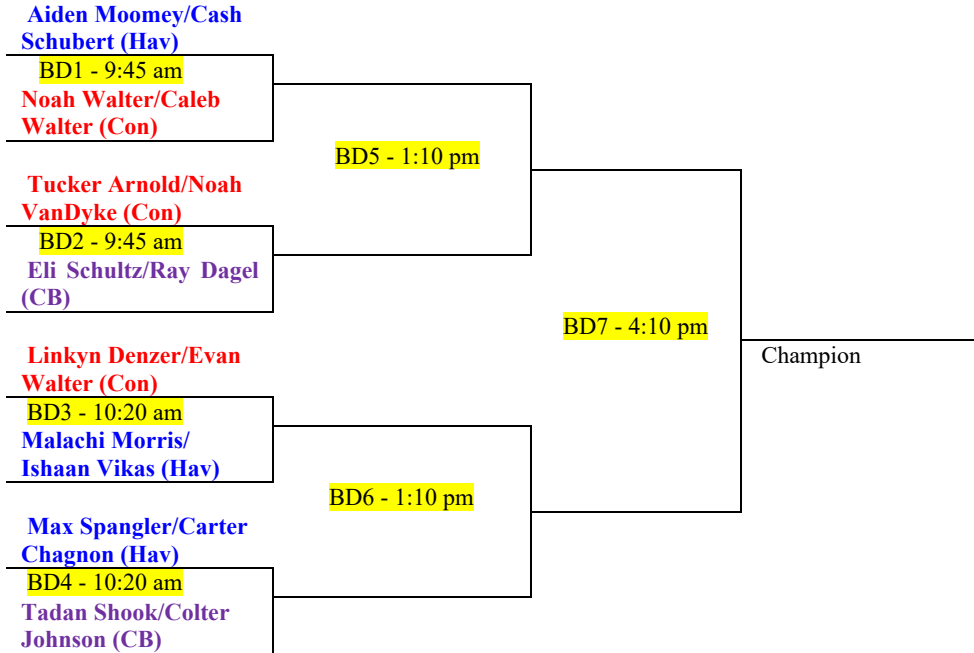 Aiden Moomey/Cash
Schubert (Hav)
BD1 - 9:45 am
Noah Walter/Caleb
Walter (Con)
BD5 - 1:10 pm
Tucker Arnold/Noah
VanDyke (Con)
BD2 - 9:45 am
Eli Schultz/Ray Dagel
(CB)
BD7 - 4:10 pm
Champion
Linkyn Denzer/Evan
Walter (Con)
BD3 - 10:20 am
Malachi Morris/
Ishaan Vikas (Hav)
BD6 - 1:10 pm
Max Spangler/Carter
Chagnon (Hav)
BD4 - 10:20 am
Tadan Shook/Colter
Johnson (CB)